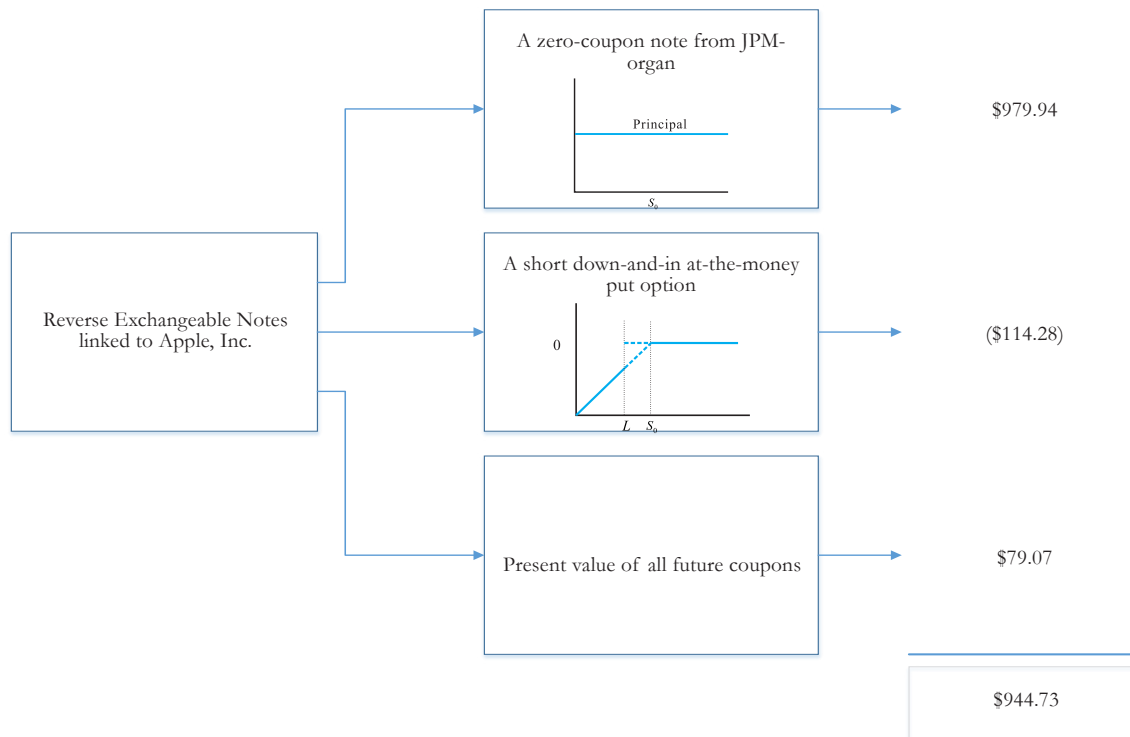 A zero-coupon note from JPM-
organ
Principal
S₀
$979.94
Reverse Exchangeable Notes
linked to Apple, Inc.
A short down-and-in at-the-money
put option
0
L S₀
($114.28)
Present value of all future coupons
$79.07
$944.73